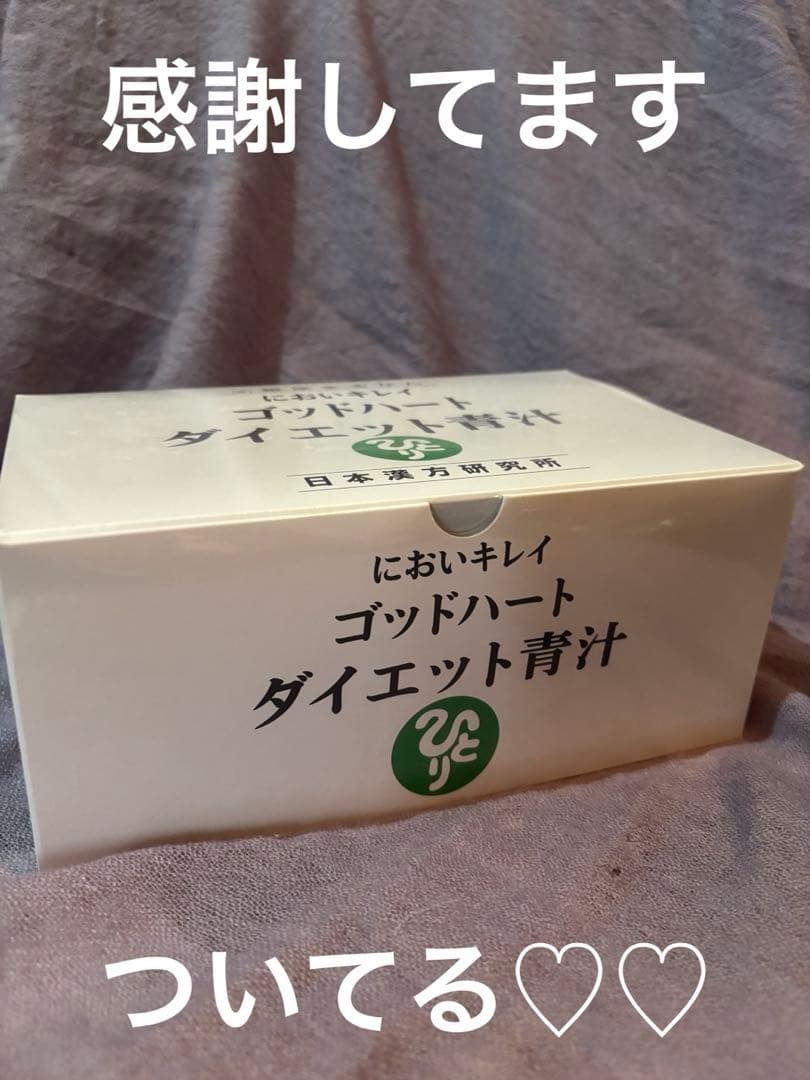 感謝してます
においキレイ
ゴッドハート
ダイエット青汁
ひとり
日本漢方研究所
においキレイ
ゴッドハート
ダイエット青汁
ひとり
ついてる♡♡